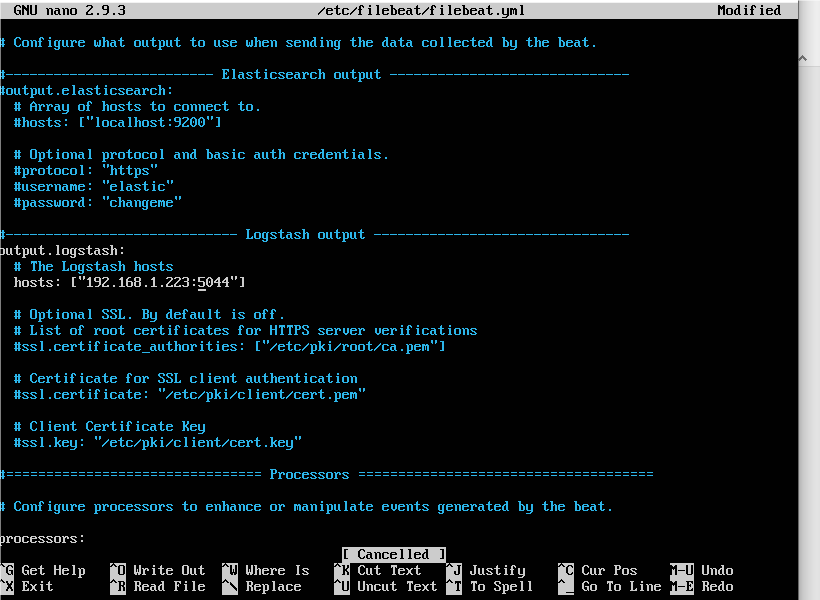 GNU nano 2.9.3 /etc/filebeat/filebeat.yml Modified
# Configure what output to use when sending the data collected by the beat.
#-------------------------- Elasticsearch output ------------------------------
#output.elasticsearch:
# Array of hosts to connect to.
#hosts: ["localhost:9200"]
# Optional protocol and basic auth credentials.
#protocol: "https"
#username: "elastic"
#password: "changeme"
#----------------------------- Logstash output --------------------------------
output.logstash:
# The Logstash hosts
hosts: ["192.168.1.223:5044"]
# Optional SSL. By default is off.
# List of root certificates for HTTPS server verifications
#ssl.certificate_authorities: ["/etc/pki/root/ca.pem"]
# Certificate for SSL client authentication
#ssl.certificate: "/etc/pki/client/cert.pem"
# Client Certificate Key
#ssl.key: "/etc/pki/client/cert.key"
#================================ Processors =====================================
# Configure processors to enhance or manipulate events generated by the beat.
processors:
[ Cancelled ]
^G Get Help ^O Write Out ^W Where Is ^K Cut Text ^J Justify ^C Cur Pos M-U Undo
^X Exit ^R Read File ^\ Replace ^U Uncut Text ^T To Spell ^_ Go To Line M-E Redo